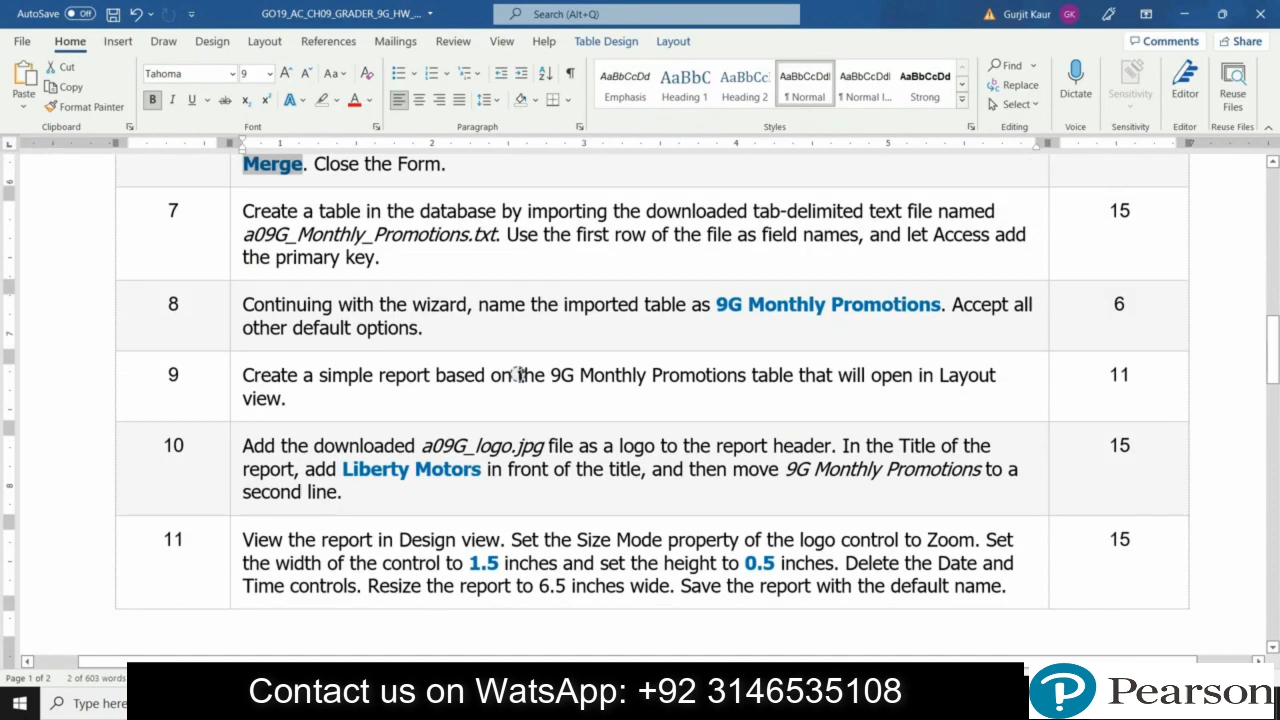 AutoSave Off GO19_AC_CH09_GRADER_9G_HW_... Search (Alt+Q) Gurjit Kaur GK
File Home Insert Draw Design Layout References Mailings Review View Help Table Design Layout Comments Share
Paste Cut Copy Format Painter
Tahoma 9
AaBbCcDd AaBbC AaBbCc AaBbCcDd AaBbCcDd AaBbCcDd
Emphasis Heading 1 Heading 2 ¶ Normal ¶ Normal I... Strong
Find Replace Select
Dictate Sensitivity Editor Reuse Files
Clipboard Font Paragraph Styles Editing Voice Sensitivity Editor Reuse Files
1 2 3 4 5
Merge. Close the Form.
7 Create a table in the database by importing the downloaded tab-delimited text file named 15
a09G_Monthly_Promotions.txt. Use the first row of the file as field names, and let Access add
the primary key.
8 Continuing with the wizard, name the imported table as 9G Monthly Promotions. Accept all 6
other default options.
9 Create a simple report based on the 9G Monthly Promotions table that will open in Layout 11
view.
10 Add the downloaded a09G_logo.jpg file as a logo to the report header. In the Title of the 15
report, add Liberty Motors in front of the title, and then move 9G Monthly Promotions to a
second line.
11 View the report in Design view. Set the Size Mode property of the logo control to Zoom. Set 15
the width of the control to 1.5 inches and set the height to 0.5 inches. Delete the Date and
Time controls. Resize the report to 6.5 inches wide. Save the report with the default name.
Page 1 of 2 2 of 603 words
Type here
Contact us on WatsApp: +92 3146535108
Pearson